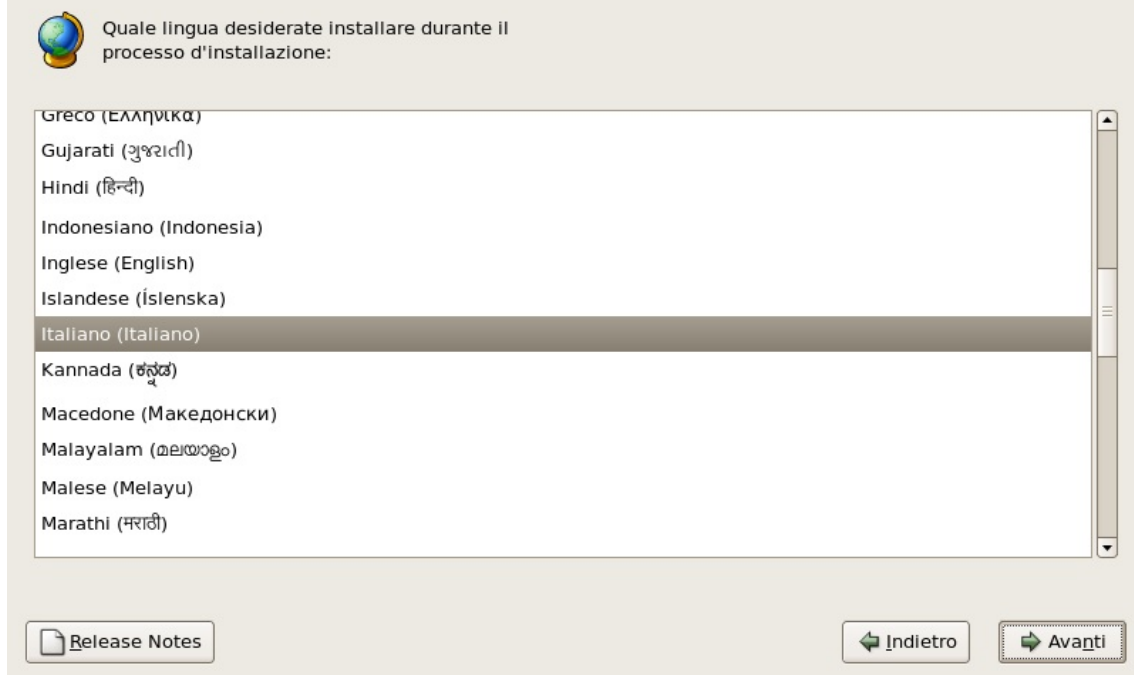 Quale lingua desiderate installare durante il
processo d'installazione:
Greco (Ελληνικά)
Gujarati (ગુજરાતી)
Hindi (हिन्दी)
Indonesiano (Indonesia)
Inglese (English)
Islandese (Íslenska)
Italiano (Italiano)
Kannada (ಕನ್ನಡ)
Macedone (Македонски)
Malayalam (മലയാളം)
Malese (Melayu)
Marathi (मराठी)
Release Notes
Indietro
Avanti